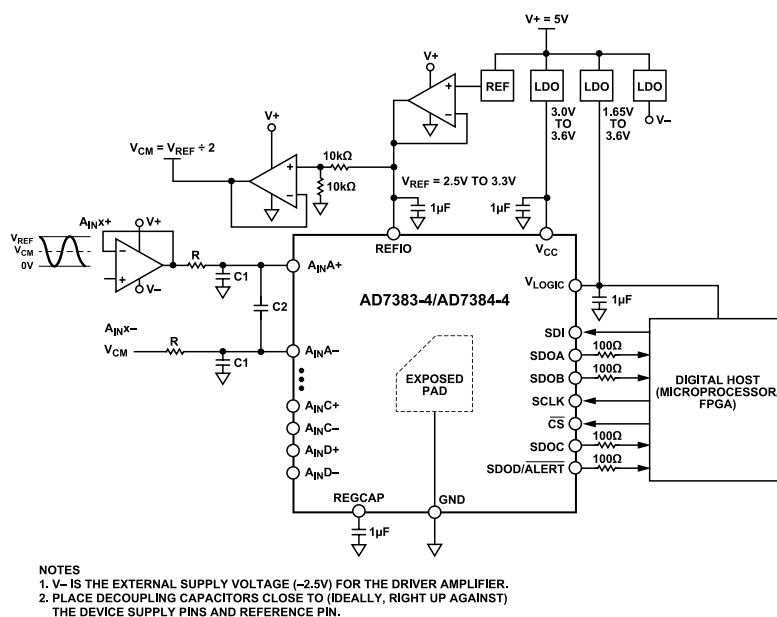 V+ = 5V
V+
REF
LDO
LDO
LDO
V+
3.0V
TO
3.6V
1.65V
TO
3.6V
V–
VCM = VREF ÷ 2
10kΩ
10kΩ
VREF = 2.5V TO 3.3V
1µF
1µF
REFIO
VCC
AINx+
V+
VREF
VCM
0V
V–
R
C1
C2
AINA+
AD7383-4/AD7384-4
VLOGIC
1µF
AINx-
VCM
R
C1
AINA–
EXPOSED
PAD
AINC+
AINC–
AIND+
AIND–
SDI
SDOA
100Ω
SDOB
100Ω
SCLK
CS
SDOC
100Ω
SDOD/ALERT
100Ω
DIGITAL HOST
(MICROPROCESSOR/
FPGA)
REGCAP
GND
1µF
NOTES
1. V– IS THE EXTERNAL SUPPLY VOLTAGE (–2.5V) FOR THE DRIVER AMPLIFIER.
2. PLACE DECOUPLING CAPACITORS CLOSE TO (IDEALLY, RIGHT UP AGAINST)
THE DEVICE SUPPLY PINS AND REFERENCE PIN.